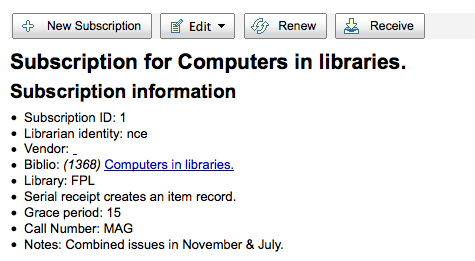 New Subscription Edit Renew Receive
Subscription for Computers in libraries.
Subscription information
Subscription ID: 1
Librarian identity: nce
Vendor:
Biblio: (1368) Computers in libraries.
Library: FPL
Serial receipt creates an item record.
Grace period: 15
Call Number: MAG
Notes: Combined issues in November & July.